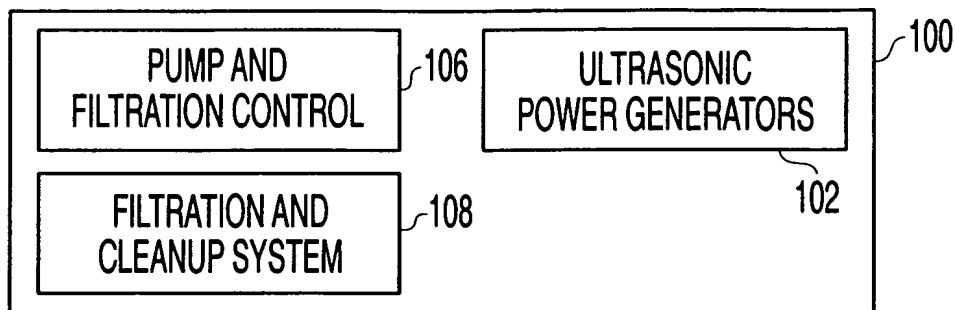 PUMP AND
FILTRATION CONTROL
106
ULTRASONIC
POWER GENERATORS
102
100
FILTRATION AND
CLEANUP SYSTEM
108